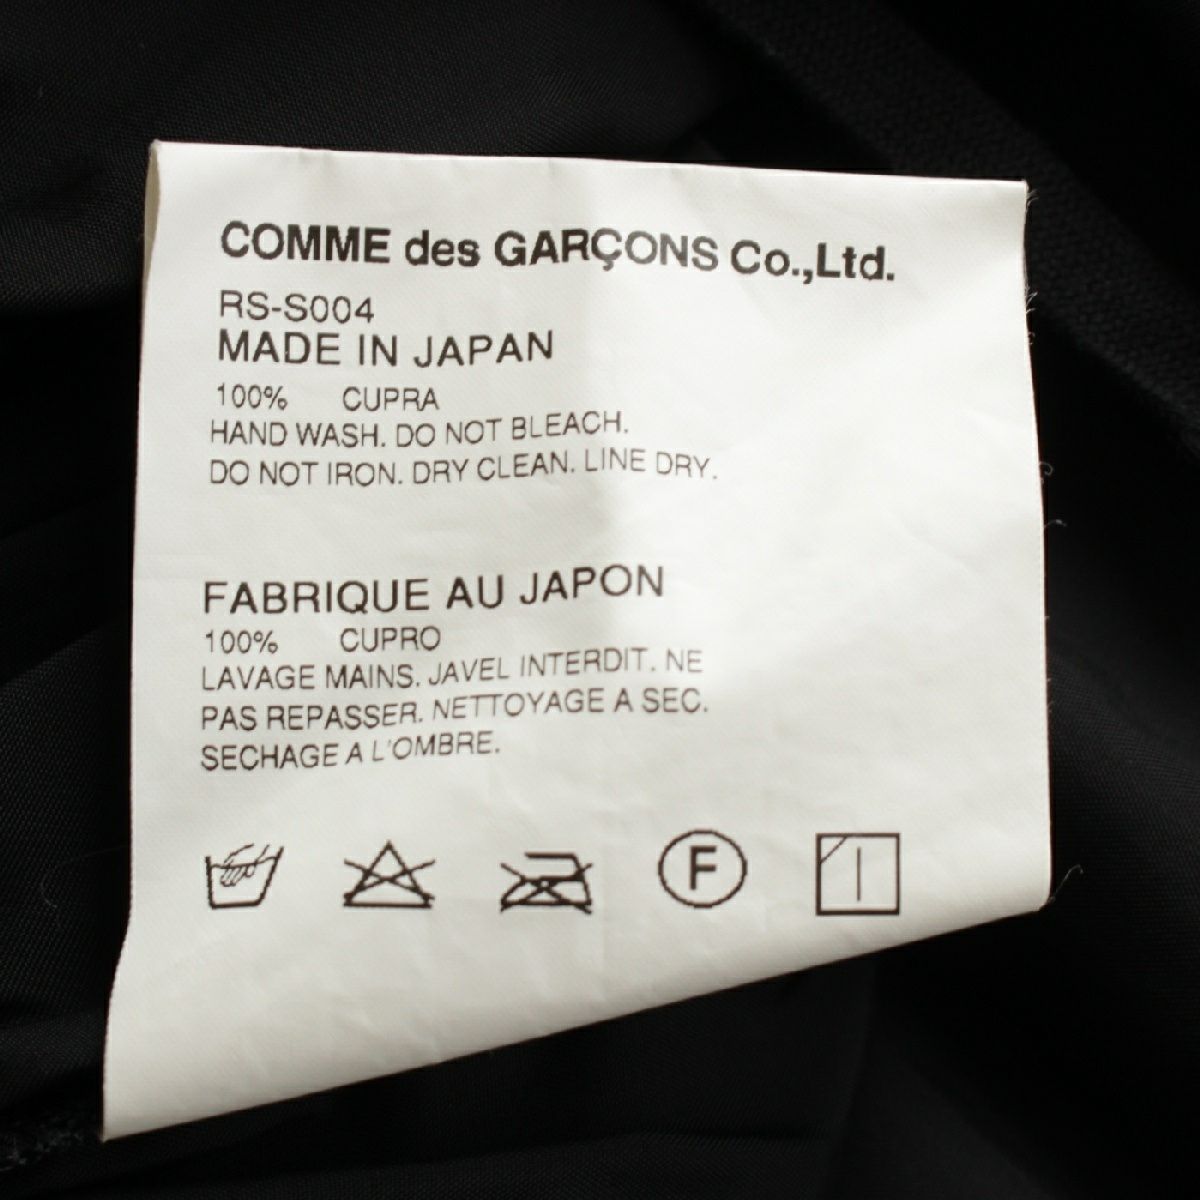 COMME des GARÇONS Co.,Ltd.
RS-S004
MADE IN JAPAN
100% CUPRA
HAND WASH. DO NOT BLEACH.
DO NOT IRON. DRY CLEAN. LINE DRY.
FABRIQUE AU JAPON
100% CUPRO
LAVAGE MAINS. JAVEL INTERDIT. NE
PAS REPASSER. NETTOYAGE A SEC.
SECHAGE A L'OMBRE.
F